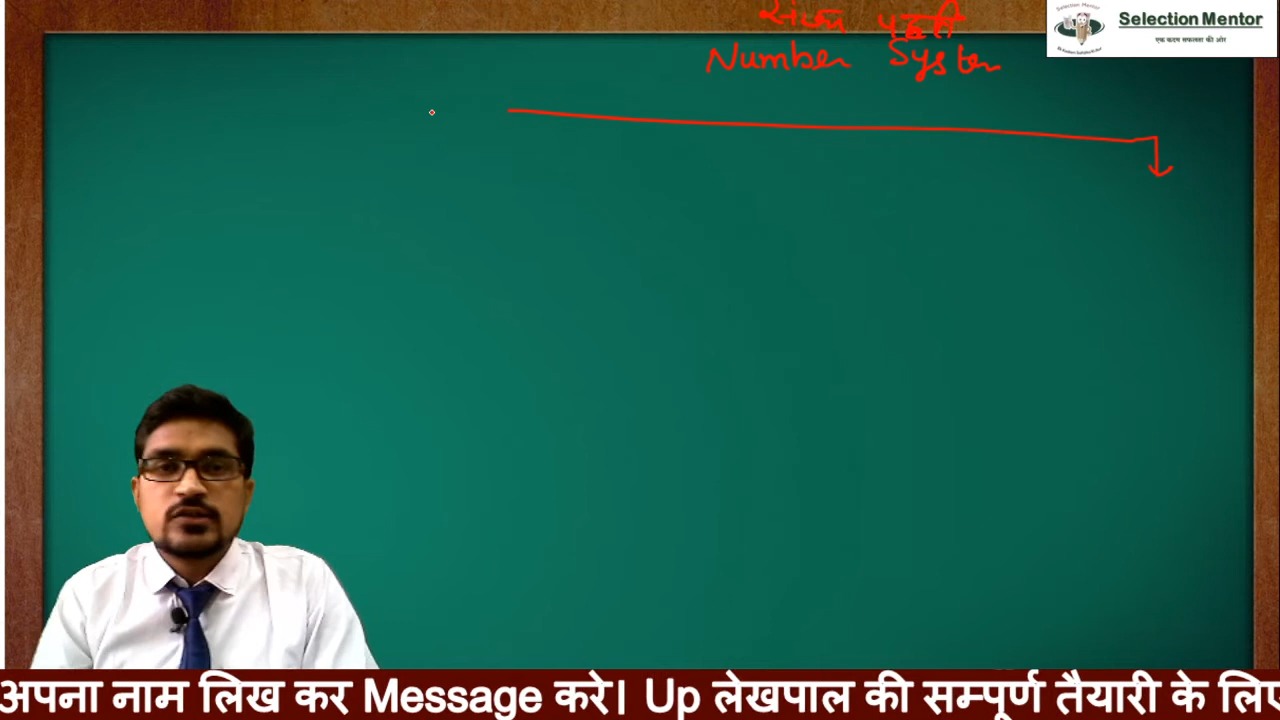 संख्या पद्धती
Number System
Selection Mentor
एक कदम सफलता की ओर
अपना नाम लिख कर Message करे। Up लेखपाल की सम्पूर्ण तैयारी के लिए